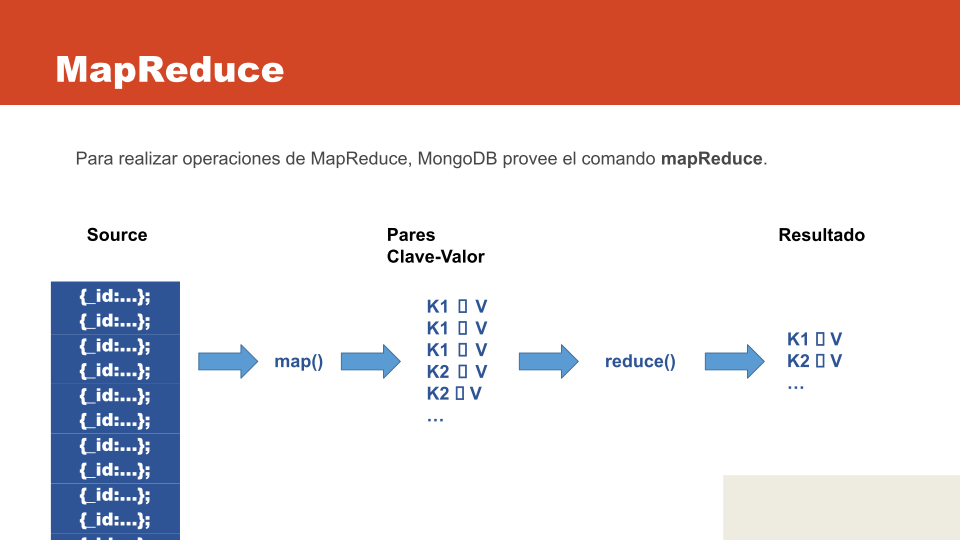 MapReduce
Para realizar operaciones de MapReduce, MongoDB provee el comando mapReduce.
Source
Pares
Clave-Valor
Resultado
{_id:...};
{_id:...};
{_id:...};
{_id:...};
{_id:...};
{_id:...};
{_id:...};
{_id:...};
{_id:...};
{_id:...};
map()
K1 ▯ V
K1 ▯ V
K1 ▯ V
K2 ▯ V
K2 ▯ V
…
reduce()
K1 ▯ V
K2 ▯ V
…